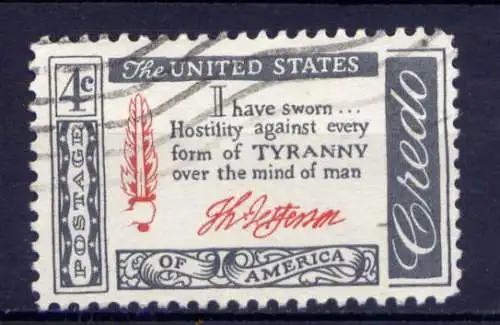 4¢
POSTAGE
The UNITED STATES
I have sworn ...
Hostility against every
form of TYRANNY
over the mind of man
Th Jefferson
OF AMERICA
Credo